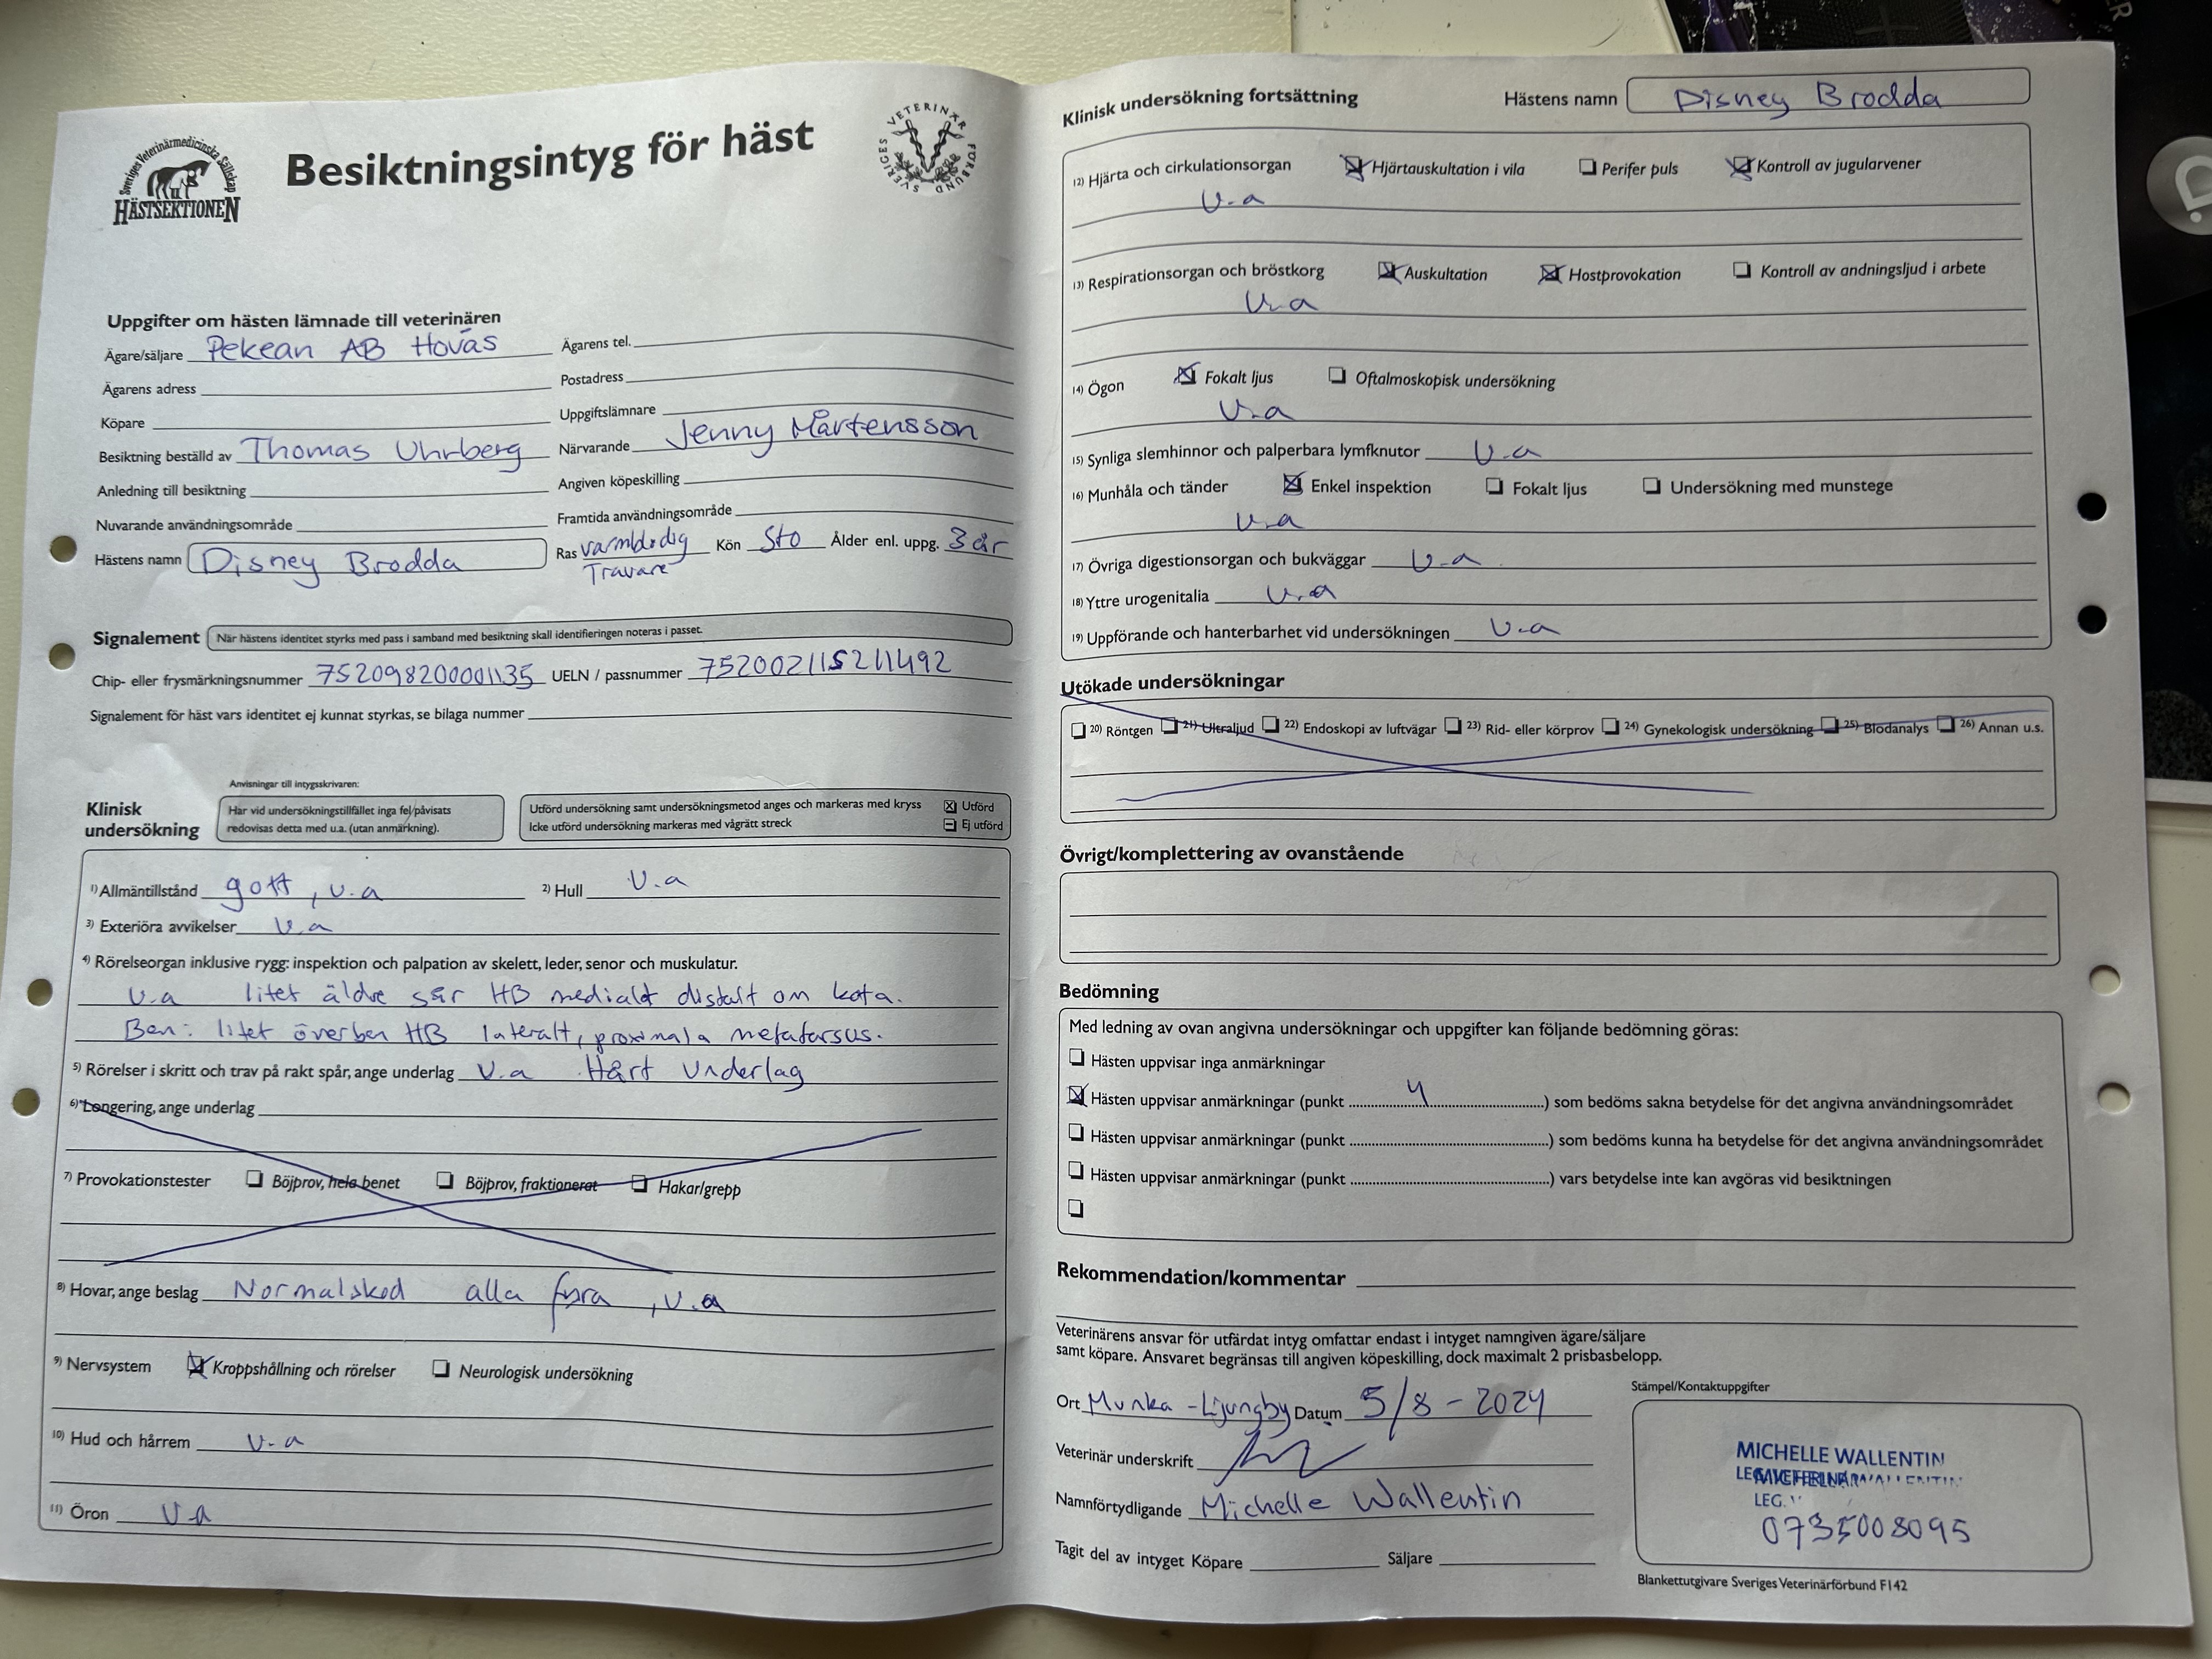 Sveriges Veterinärmedicinska Sällskap
HÄSTSEKTIONEN
Besiktningsintyg för häst
SVERIGES VETERINÄR FÖRBUND
Uppgifter om hästen lämnade till veterinären
Ägare/säljare Pekean AB Hovås Ägarens tel.
Ägarens adress Postadress
Köpare Uppgiftslämnare
Besiktning beställd av Thomas Uhrberg Närvarande Jenny Mårtensson
Anledning till besiktning Angiven köpeskilling
Nuvarande användningsområde Framtida användningsområde
Hästens namn Disney Brodda Ras varmblodig Travare Kön Sto Ålder enl. uppg. 3 år
Signalement När hästens identitet styrks med pass i samband med besiktning skall identifieringen noteras i passet.
Chip- eller frysmärkningsnummer 752098200001135 UELN / passnummer 752002115211492
Signalement för häst vars identitet ej kunnat styrkas, se bilaga nummer
Anvisningar till intygsskrivaren:
Klinisk undersökning
Har vid undersökningstillfället inga fel påvisats
redovisas detta med u.a. (utan anmärkning).
Utförd undersökning samt undersökningsmetod anges och markeras med kryss Utförd
Icke utförd undersökning markeras med vågrätt streck Ej utförd
1) Allmäntillstånd gott, u.a 2) Hull u.a
3) Exteriöra avvikelser u.a
4) Rörelseorgan inklusive rygg: inspektion och palpation av skelett, leder, senor och muskulatur.
u.a litet äldre sår HB medialt distalt om kota.
Ben: litet överben HB lateralt, proximala metatarsus.
5) Rörelser i skritt och trav på rakt spår, ange underlag u.a Hårt Underlag
6) Longering, ange underlag
7) Provokationstester Böjprov, hela benet Böjprov, fraktionerat Hakar/grepp
8) Hovar, ange beslag Normalskod alla fyra, u.a
9) Nervsystem Kroppshållning och rörelser Neurologisk undersökning
10) Hud och hårrem u.a
11) Öron u.a
Klinisk undersökning fortsättning Hästens namn Disney Brodda
12) Hjärta och cirkulationsorgan Hjärtauskultation i vila Perifer puls Kontroll av jugularvener
u.a
13) Respirationsorgan och bröstkorg Auskultation Hostprovokation Kontroll av andningsljud i arbete
u.a
14) Ögon Fokalt ljus Oftalmoskopisk undersökning
u.a
15) Synliga slemhinnor och palperbara lymfknutor u.a
16) Munhåla och tänder Enkel inspektion Fokalt ljus Undersökning med munstege
u.a
17) Övriga digestionsorgan och bukväggar u.a
18) Yttre urogenitalia u.a
19) Uppförande och hanterbarhet vid undersökningen u.a
Utökade undersökningar
20) Röntgen 21) Ultraljud 22) Endoskopi av luftvägar 23) Rid- eller körprov 24) Gynekologisk undersökning 25) Blodanalys 26) Annan u.s.
Övrigt/komplettering av ovanstående
Bedömning
Med ledning av ovan angivna undersökningar och uppgifter kan följande bedömning göras:
Hästen uppvisar inga anmärkningar
Hästen uppvisar anmärkningar (punkt 4) som bedöms sakna betydelse för det angivna användningsområdet
Hästen uppvisar anmärkningar (punkt ) som bedöms kunna ha betydelse för det angivna användningsområdet
Hästen uppvisar anmärkningar (punkt ) vars betydelse inte kan avgöras vid besiktningen
Rekommendation/kommentar
Veterinärens ansvar för utfärdat intyg omfattar endast i intyget namngiven ägare/säljare
samt köpare. Ansvaret begränsas till angiven köpeskilling, dock maximalt 2 prisbasbelopp.
Ort Munka-Ljungby Datum 5/8 - 2024
Veterinär underskrift
Namnförtydligande Michelle Wallentin
Tagit del av intyget Köpare Säljare
Stämpel/Kontaktuppgifter
MICHELLE WALLENTIN
LEG.
0735008095
Blankettutgivare Sveriges Veterinärförbund F142